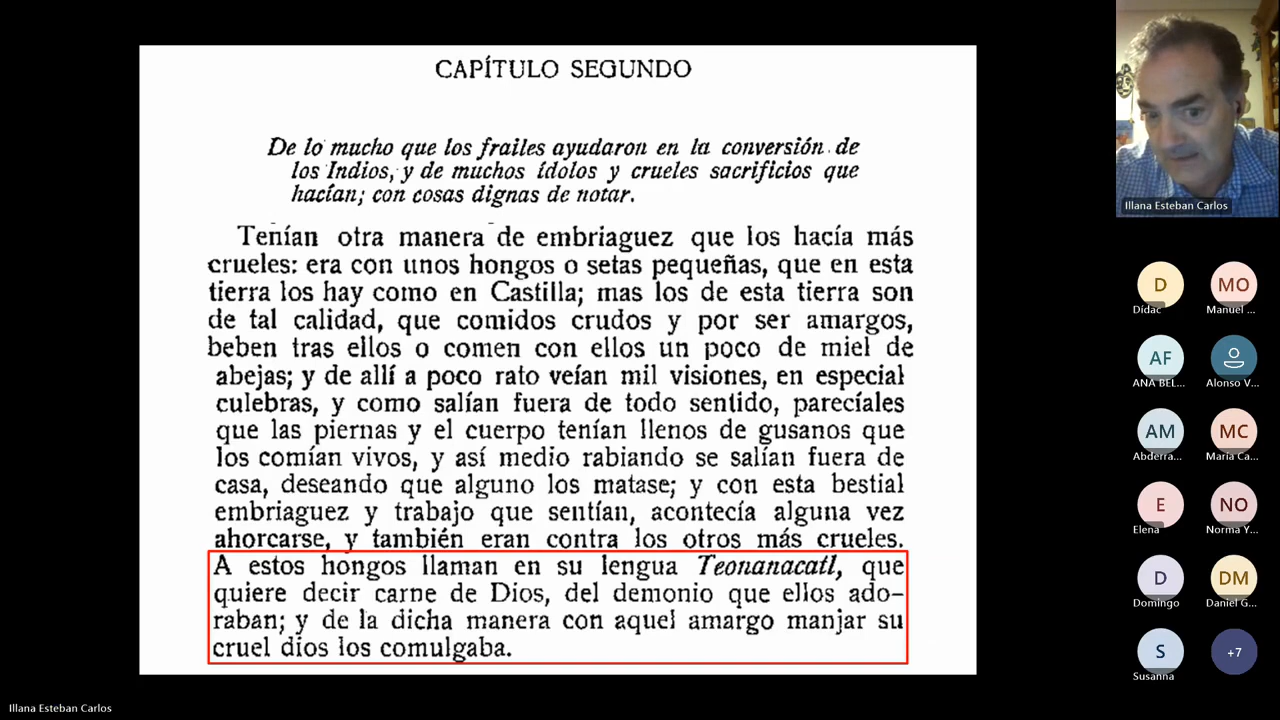 CAPÍTULO SEGUNDO
De lo mucho que los frailes ayudaron en la conversión de
los Indios, y de muchos ídolos y crueles sacrificios que
hacían; con cosas dignas de notar.
Tenían otra manera de embriaguez que los hacía más
crueles: era con unos hongos o setas pequeñas, que en esta
tierra los hay como en Castilla; mas los de esta tierra son
de tal calidad, que comidos crudos y por ser amargos,
beben tras ellos o comen con ellos un poco de miel de
abejas; y de allí a poco rato veían mil visiones, en especial
culebras, y como salían fuera de todo sentido, parecíales
que las piernas y el cuerpo tenían llenos de gusanos que
los comían vivos, y así medio rabiando se salían fuera de
casa, deseando que alguno los matase; y con esta bestial
embriaguez y trabajo que sentían, acontecía alguna vez
ahorcarse, y también eran contra los otros más crueles.
A estos hongos llaman en su lengua Teonanacatl, que
quiere decir carne de Dios, del demonio que ellos ado-
raban; y de la dicha manera con aquel amargo manjar su
cruel dios los comulgaba.
Illana Esteban Carlos
D
Dídac
MO
Manuel ...
AF
ANA BEL...
Alonso V...
AM
Abderra...
MC
María Ca...
E
Elena
NO
Norma Y...
D
Domingo
DM
Daniel G...
S
Susanna
+7
Illana Esteban Carlos